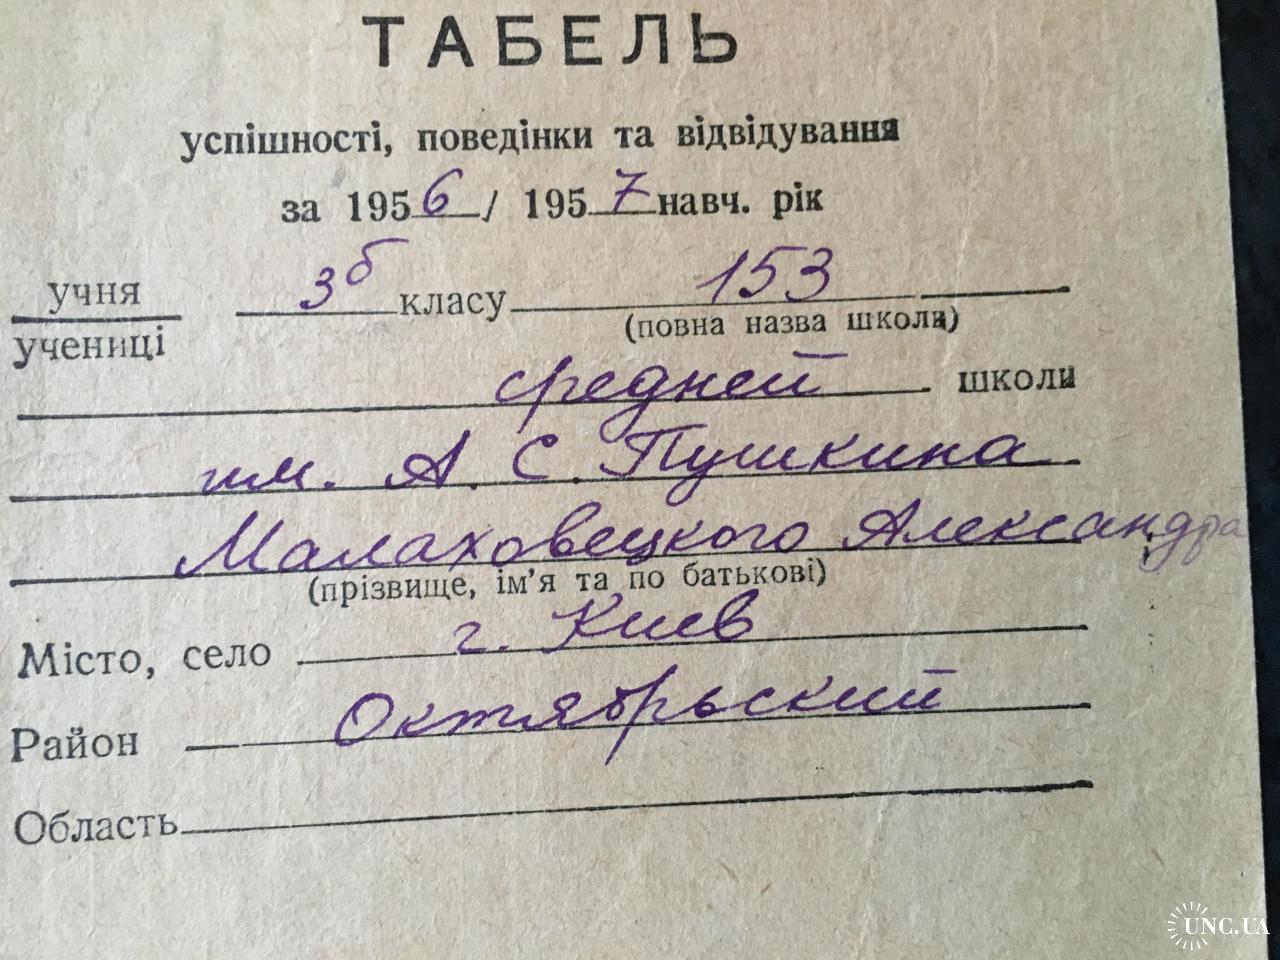 ТАБЕЛЬ
успішності, поведінки та відвідування
за 1956/1957 навч. рік
учня 3б класу 153
учениці (повна назва школи)
средней школи
им. А. С. Пушкина
Малаховецкого Александра
(прізвище, ім'я та по батькові)
Місто, село г. Киев
Район Октябрьский
Область
UNC.UA